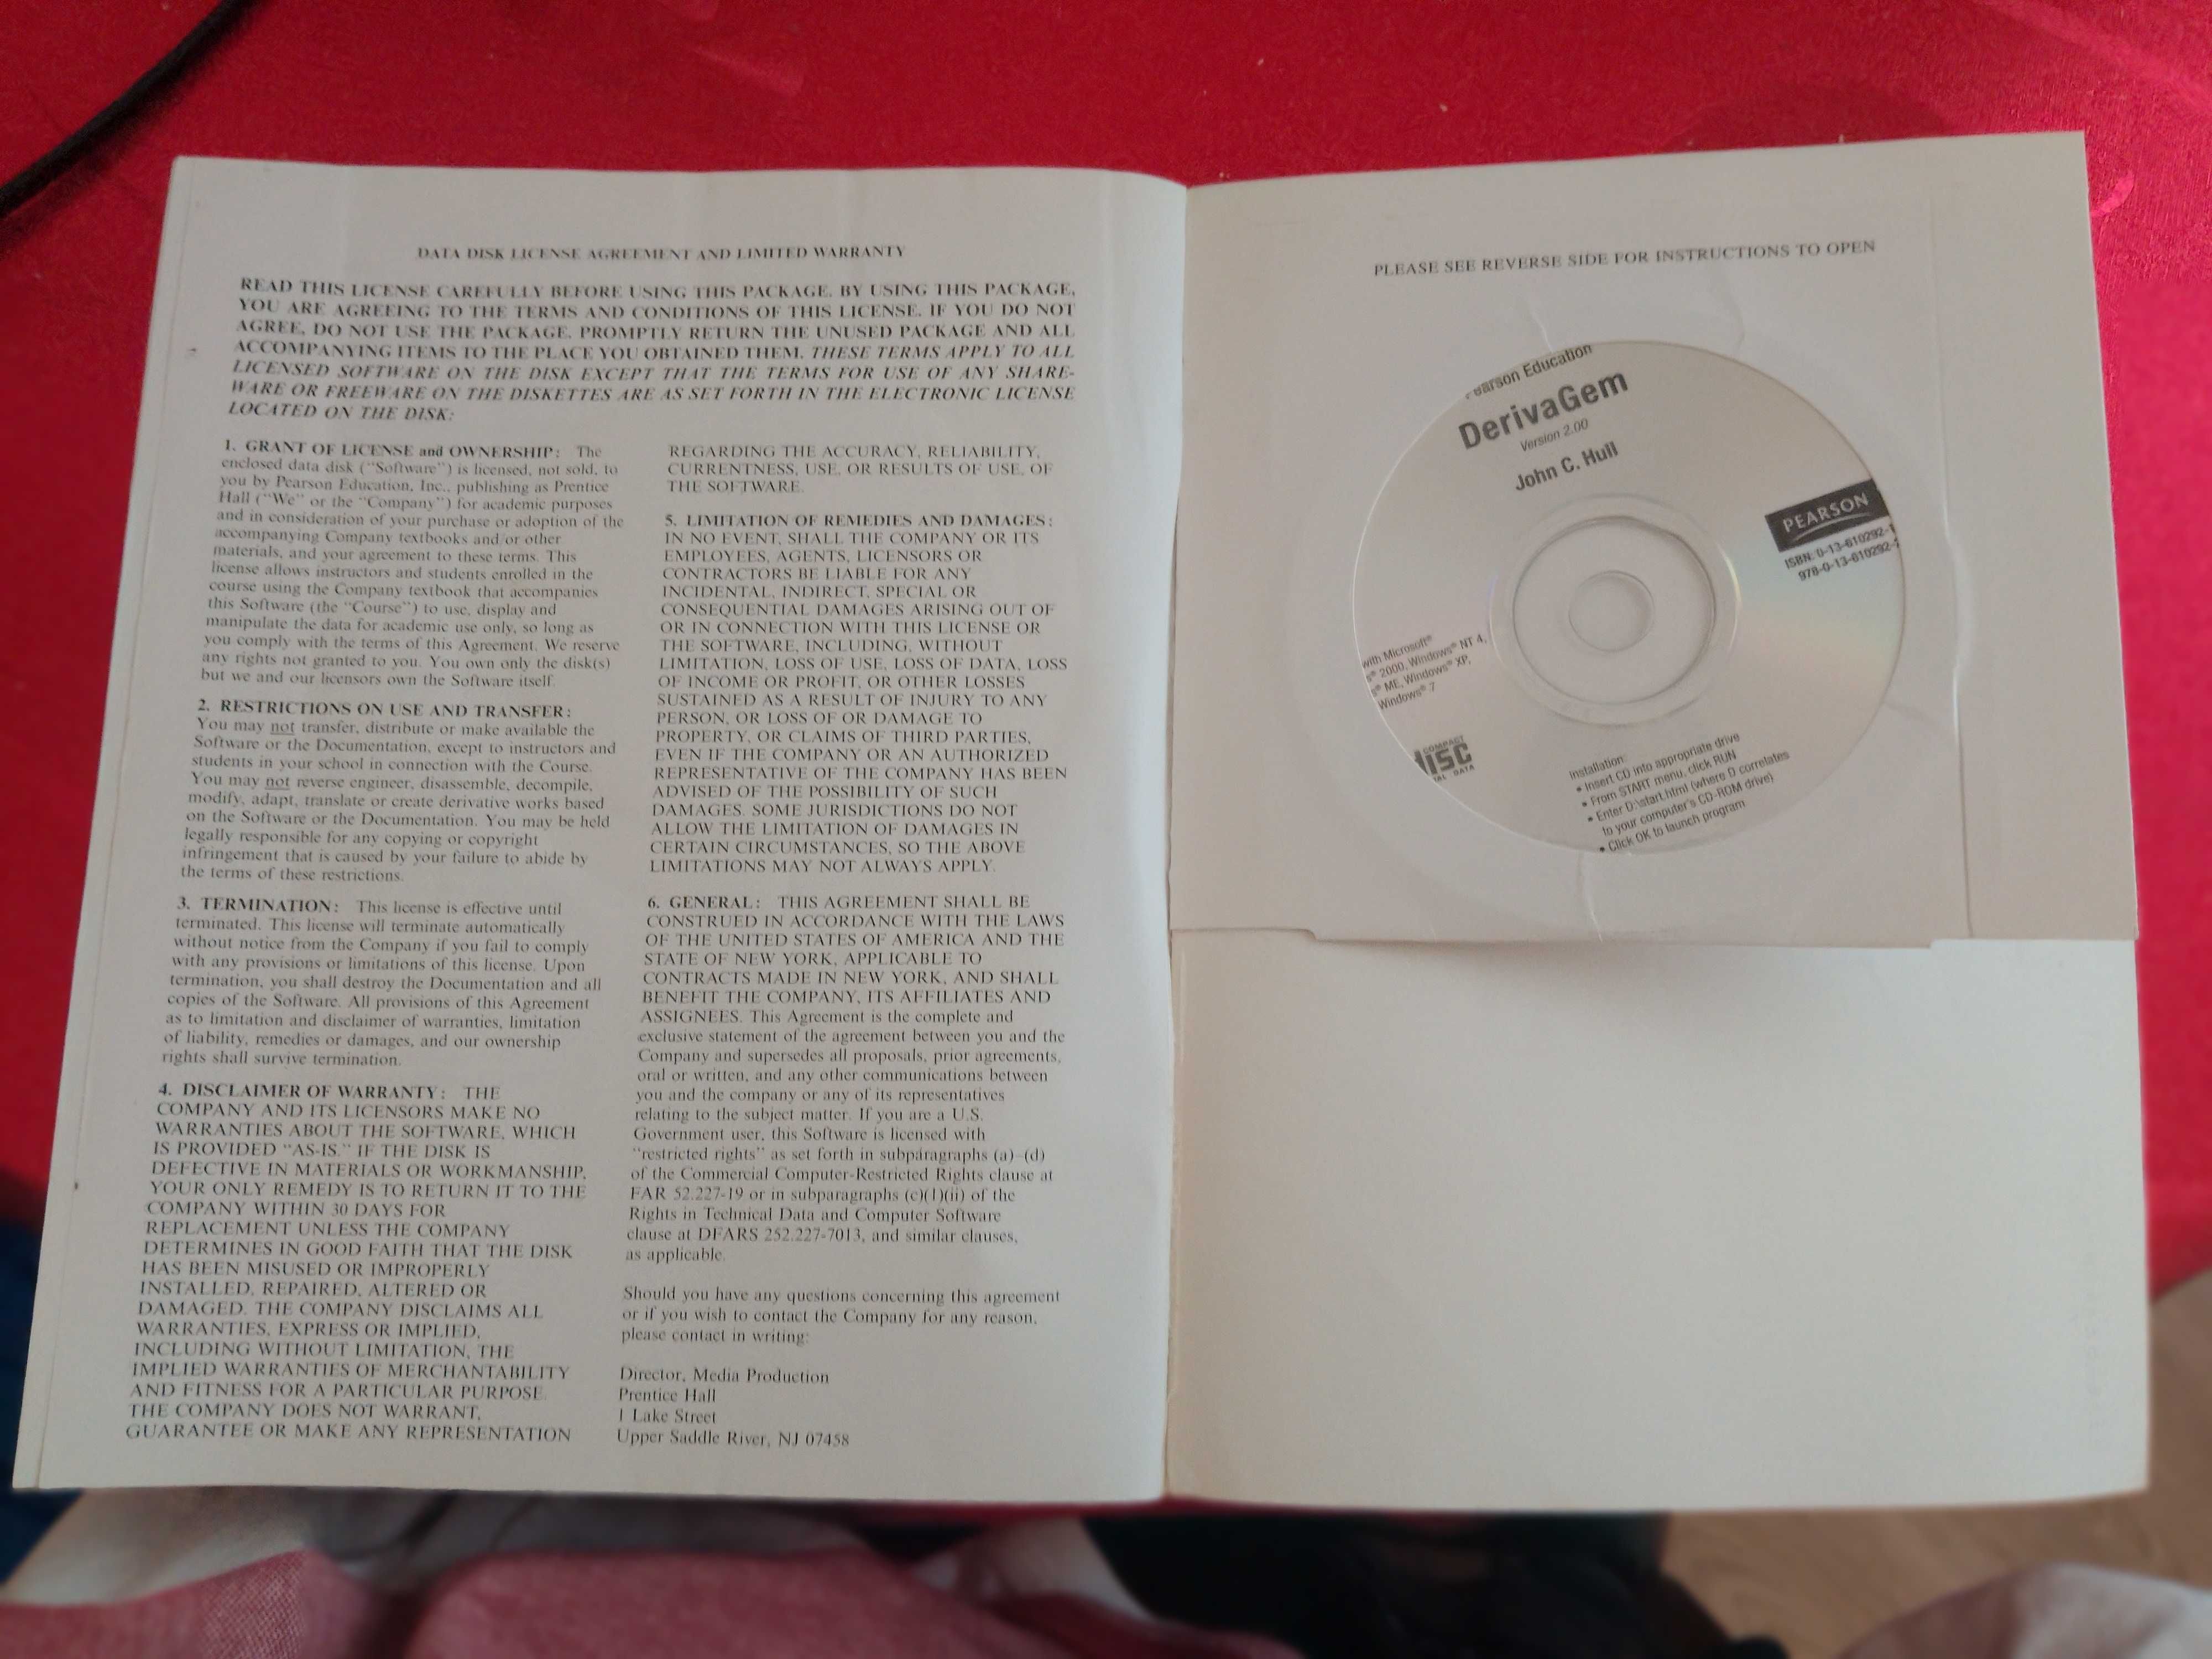 DATA DISK LICENSE AGREEMENT AND LIMITED WARRANTY
READ THIS LICENSE CAREFULLY BEFORE USING THIS PACKAGE. BY USING THIS PACKAGE,
YOU ARE AGREEING TO THE TERMS AND CONDITIONS OF THIS LICENSE. IF YOU DO NOT
AGREE, DO NOT USE THE PACKAGE. PROMPTLY RETURN THE UNUSED PACKAGE AND ALL
ACCOMPANYING ITEMS TO THE PLACE YOU OBTAINED THEM. THESE TERMS APPLY TO ALL
LICENSED SOFTWARE ON THE DISK EXCEPT THAT THE TERMS FOR USE OF ANY SHARE-
WARE OR FREEWARE ON THE DISKETTES ARE AS SET FORTH IN THE ELECTRONIC LICENSE
LOCATED ON THE DISK:
1. GRANT OF LICENSE and OWNERSHIP: The
enclosed data disk ("Software") is licensed, not sold, to
you by Pearson Education, Inc., publishing as Prentice
Hall ("We" or the "Company") for academic purposes
and in consideration of your purchase or adoption of the
accompanying Company textbooks and/or other
materials, and your agreement to these terms. This
license allows instructors and students enrolled in the
course using the Company textbook that accompanies
this Software (the "Course") to use, display and
manipulate the data for academic use only, so long as
you comply with the terms of this Agreement. We reserve
any rights not granted to you. You own only the disk(s)
but we and our licensors own the Software itself.
2. RESTRICTIONS ON USE AND TRANSFER:
You may not transfer, distribute or make available the
Software or the Documentation, except to instructors and
students in your school in connection with the Course.
You may not reverse engineer, disassemble, decompile,
modify, adapt, translate or create derivative works based
on the Software or the Documentation. You may be held
legally responsible for any copying or copyright
infringement that is caused by your failure to abide by
the terms of these restrictions.
3. TERMINATION: This license is effective until
terminated. This license will terminate automatically
without notice from the Company if you fail to comply
with any provisions or limitations of this license. Upon
termination, you shall destroy the Documentation and all
copies of the Software. All provisions of this Agreement
as to limitation and disclaimer of warranties, limitation
of liability, remedies or damages, and our ownership
rights shall survive termination.
4. DISCLAIMER OF WARRANTY: THE
COMPANY AND ITS LICENSORS MAKE NO
WARRANTIES ABOUT THE SOFTWARE, WHICH
IS PROVIDED "AS-IS." IF THE DISK IS
DEFECTIVE IN MATERIALS OR WORKMANSHIP,
YOUR ONLY REMEDY IS TO RETURN IT TO THE
COMPANY WITHIN 30 DAYS FOR
REPLACEMENT UNLESS THE COMPANY
DETERMINES IN GOOD FAITH THAT THE DISK
HAS BEEN MISUSED OR IMPROPERLY
INSTALLED, REPAIRED, ALTERED OR
DAMAGED. THE COMPANY DISCLAIMS ALL
WARRANTIES, EXPRESS OR IMPLIED,
INCLUDING WITHOUT LIMITATION, THE
IMPLIED WARRANTIES OF MERCHANTABILITY
AND FITNESS FOR A PARTICULAR PURPOSE.
THE COMPANY DOES NOT WARRANT,
GUARANTEE OR MAKE ANY REPRESENTATION
REGARDING THE ACCURACY, RELIABILITY,
CURRENTNESS, USE, OR RESULTS OF USE, OF
THE SOFTWARE.
5. LIMITATION OF REMEDIES AND DAMAGES:
IN NO EVENT, SHALL THE COMPANY OR ITS
EMPLOYEES, AGENTS, LICENSORS OR
CONTRACTORS BE LIABLE FOR ANY
INCIDENTAL, INDIRECT, SPECIAL OR
CONSEQUENTIAL DAMAGES ARISING OUT OF
OR IN CONNECTION WITH THIS LICENSE OR
THE SOFTWARE, INCLUDING, WITHOUT
LIMITATION, LOSS OF USE, LOSS OF DATA, LOSS
OF INCOME OR PROFIT, OR OTHER LOSSES
SUSTAINED AS A RESULT OF INJURY TO ANY
PERSON, OR LOSS OF OR DAMAGE TO
PROPERTY, OR CLAIMS OF THIRD PARTIES,
EVEN IF THE COMPANY OR AN AUTHORIZED
REPRESENTATIVE OF THE COMPANY HAS BEEN
ADVISED OF THE POSSIBILITY OF SUCH
DAMAGES. SOME JURISDICTIONS DO NOT
ALLOW THE LIMITATION OF DAMAGES IN
CERTAIN CIRCUMSTANCES, SO THE ABOVE
LIMITATIONS MAY NOT ALWAYS APPLY.
6. GENERAL: THIS AGREEMENT SHALL BE
CONSTRUED IN ACCORDANCE WITH THE LAWS
OF THE UNITED STATES OF AMERICA AND THE
STATE OF NEW YORK, APPLICABLE TO
CONTRACTS MADE IN NEW YORK, AND SHALL
BENEFIT THE COMPANY, ITS AFFILIATES AND
ASSIGNEES. This Agreement is the complete and
exclusive statement of the agreement between you and the
Company and supersedes all proposals, prior agreements,
oral or written, and any other communications between
you and the company or any of its representatives
relating to the subject matter. If you are a U.S.
Government user, this Software is licensed with
"restricted rights" as set forth in subparagraphs (a)–(d)
of the Commercial Computer-Restricted Rights clause at
FAR 52.227-19 or in subparagraphs (c)(1)(ii) of the
Rights in Technical Data and Computer Software
clause at DFARS 252.227-7013, and similar clauses,
as applicable.
Should you have any questions concerning this agreement
or if you wish to contact the Company for any reason,
please contact in writing:
Director, Media Production
Prentice Hall
1 Lake Street
Upper Saddle River, NJ 07458
PLEASE SEE REVERSE SIDE FOR INSTRUCTIONS TO OPEN
earson Education
DerivaGem
Version 2.00
John C. Hull
PEARSON
ISBN: 0-13-610292-
978-0-13-610292-
with Microsoft®
s® 2000, Windows® NT 4,
s® ME, Windows® XP,
Windows® 7
COMPACT
disc
AL DATA
Installation:
• Insert CD into appropriate drive
• From START menu, click RUN
• Enter D:\start.html (where D correlates
to your computer's CD-ROM drive)
• Click OK to launch program